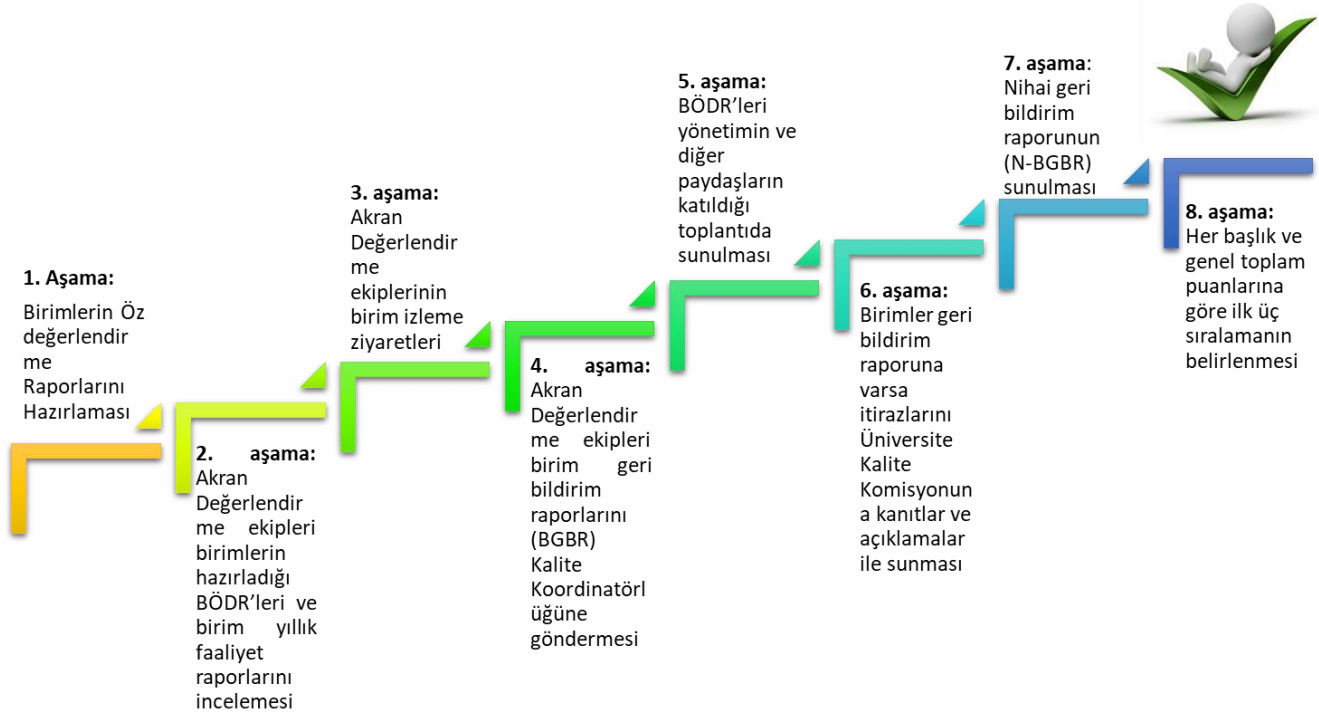 1. Aşama:
Birimlerin Öz
değerlendir
me
Raporlarını
Hazırlaması
2. aşama:
Akran
Değerlendir
me ekipleri
birimlerin
hazırladığı
BÖDR’leri ve
birim yıllık
faaliyet
raporlarını
incelemesi
3. aşama:
Akran
Değerlendir
me
ekiplerinin
birim izleme
ziyaretleri
4. aşama:
Akran
Değerlendir
me ekipleri
birim geri
bildirim
raporlarını
(BGBR)
Kalite
Koordinatörl
üğüne
göndermesi
5. aşama:
BÖDR’leri
yönetimin ve
diğer
paydaşların
katıldığı
toplantıda
sunulması
6. aşama:
Birimler geri
bildirim
raporuna
varsa
itirazlarını
Üniversite
Kalite
Komisyonun
a kanıtlar ve
açıklamalar
ile sunması
7. aşama:
Nihai geri
bildirim
raporunun
(N-BGBR)
sunulması
8. aşama:
Her başlık ve
genel toplam
puanlarına
göre ilk üç
sıralamanın
belirlenmesi